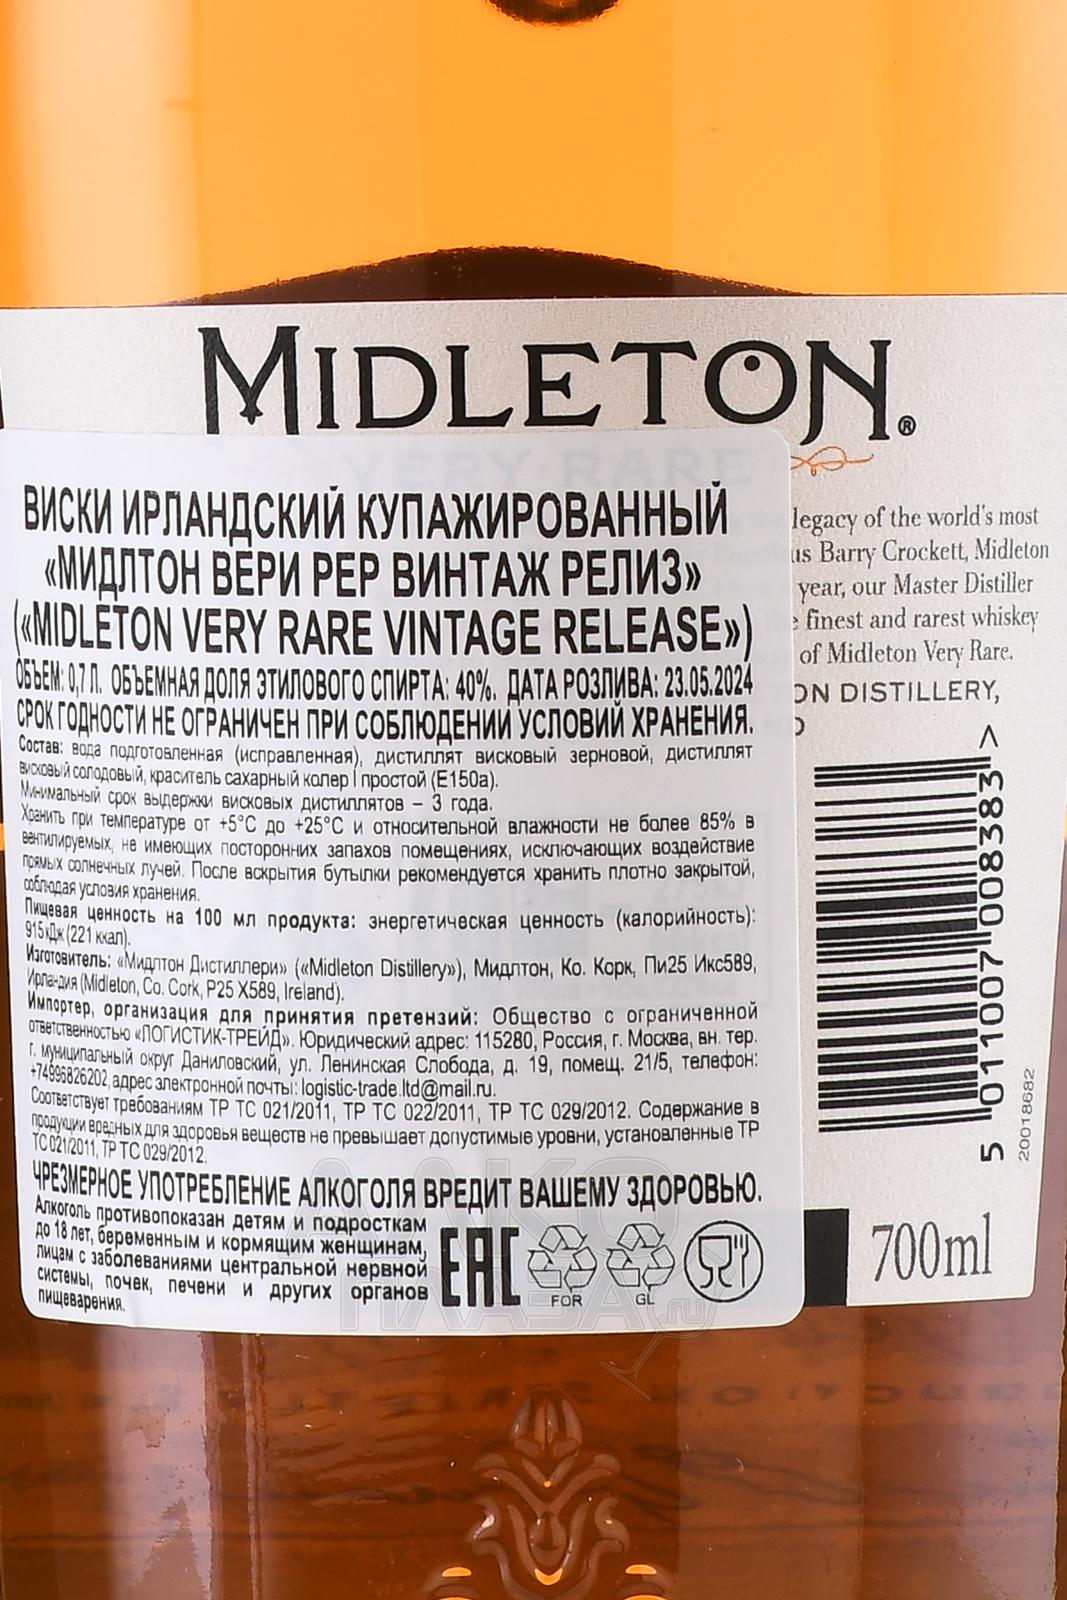 MIDLETON®
VERY RARE
ВИСКИ ИРЛАНДСКИЙ КУПАЖИРОВАННЫЙ
«МИДЛТОН ВЕРИ РЕР ВИНТАЖ РЕЛИЗ»
(«MIDLETON VERY RARE VINTAGE RELEASE»)
ОБЪЕМ: 0,7 Л. ОБЪЕМНАЯ ДОЛЯ ЭТИЛОВОГО СПИРТА: 40%. ДАТА РОЗЛИВА: 23.05.2024
СРОК ГОДНОСТИ НЕ ОГРАНИЧЕН ПРИ СОБЛЮДЕНИИ УСЛОВИЙ ХРАНЕНИЯ.
Состав: вода подготовленная (исправленная), дистиллят висковый зерновой, дистиллят
висковый солодовый, краситель сахарный колер I простой (Е150а).
Минимальный срок выдержки висковых дистиллятов – 3 года.
Хранить при температуре от +5°С до +25°С и относительной влажности не более 85% в
вентилируемых, не имеющих посторонних запахов помещениях, исключающих воздействие
прямых солнечных лучей. После вскрытия бутылки рекомендуется хранить плотно закрытой,
соблюдая условия хранения.
Пищевая ценность на 100 мл продукта: энергетическая ценность (калорийность):
915 кДж (221 ккал).
Изготовитель: «Мидлтон Дистиллери» («Midleton Distillery»), Мидлтон, Ко. Корк, Пи25 Икс589,
Ирландия (Midleton, Co. Cork, P25 X589, Ireland).
Импортер, организация для принятия претензий: Общество с ограниченной
ответственностью «ЛОГИСТИК-ТРЕЙД». Юридический адрес: 115280, Россия, г. Москва, вн. тер.
г. муниципальный округ Даниловский, ул. Ленинская Слобода, д. 19, помещ. 21/5, телефон:
+74996826202, адрес электронной почты: logistic-trade.ltd@mail.ru.
Соответствует требованиям ТР ТС 021/2011, ТР ТС 022/2011, ТР ТС 029/2012. Содержание в
продукции вредных для здоровья веществ не превышает допустимые уровни, установленные ТР
ТС 021/2011, ТР ТС 029/2012.
ЧРЕЗМЕРНОЕ УПОТРЕБЛЕНИЕ АЛКОГОЛЯ ВРЕДИТ ВАШЕМУ ЗДОРОВЬЮ.
Алкоголь противопоказан детям и подросткам
до 18 лет, беременным и кормящим женщинам,
лицам с заболеваниями центральной нервной
системы, почек, печени и других органов
пищеварения.
EAC
FOR
GL
legacy of the world's most
Barry Crockett, Midleton
year, our Master Distiller
finest and rarest whiskey
of Midleton Very Rare.
DISTILLERY,
5 011007 008383 >
20018682
700ml
АЛКО
ПЛАЗА.ru